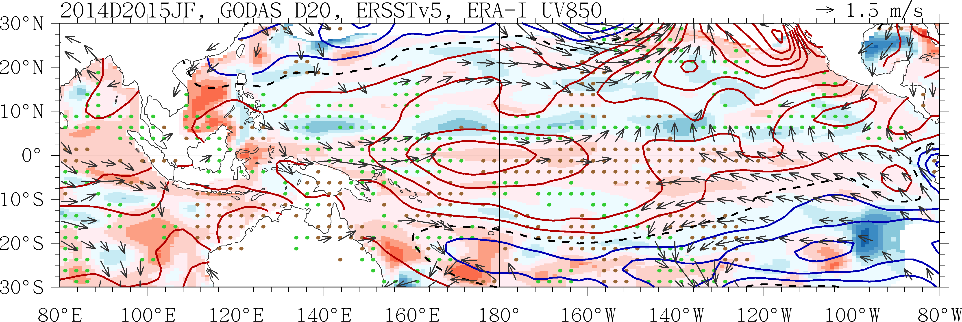 2014D2015JF, GODAS D20, ERSSTv5, ERA-I UV850 → 1.5 m/s
30°N
20°N
10°N
0°
10°S
20°S
30°S
80°E 100°E 120°E 140°E 160°E 180° 160°W 140°W 120°W 100°W 80°W